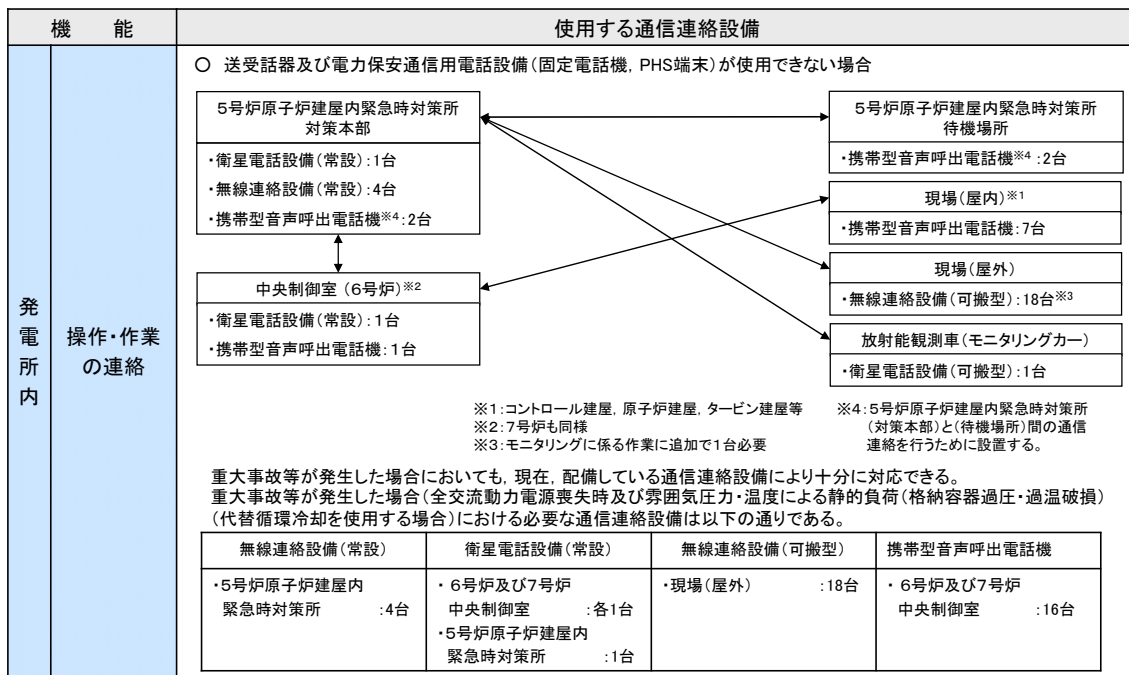 機　能
使用する通信連絡設備
発電所内
操作・作業
の連絡
○ 送受話器及び電力保安通信用電話設備(固定電話機，PHS端末)が使用できない場合
5号炉原子炉建屋内緊急時対策所
対策本部
・衛星電話設備(常設):1台
・無線連絡設備(常設):4台
・携帯型音声呼出電話機※4:2台
中央制御室 (6号炉)※2
・衛星電話設備(常設):1台
・携帯型音声呼出電話機:1台
5号炉原子炉建屋内緊急時対策所
待機場所
・携帯型音声呼出電話機※4 :2台
現場(屋内)※1
・携帯型音声呼出電話機:7台
現場(屋外)
・無線連絡設備(可搬型):18台※3
放射能観測車(モニタリングカー)
・衛星電話設備(可搬型):1台
※1:コントロール建屋，原子炉建屋，タービン建屋等
※2:7号炉も同様
※3:モニタリングに係る作業に追加で1台必要
※4:5号炉原子炉建屋内緊急時対策所
(対策本部)と(待機場所)間の通信
連絡を行うために設置する。
重大事故等が発生した場合においても，現在，配備している通信連絡設備により十分に対応できる。
重大事故等が発生した場合(全交流動力電源喪失時及び雰囲気圧力・温度による静的負荷(格納容器過圧・過温破損)
(代替循環冷却を使用する場合)における必要な通信連絡設備は以下の通りである。
無線連絡設備(常設)
衛星電話設備(常設)
無線連絡設備(可搬型)
携帯型音声呼出電話機
・5号炉原子炉建屋内
緊急時対策所 :4台
・ 6号炉及び7号炉
中央制御室 :各1台
・5号炉原子炉建屋内
緊急時対策所 :1台
・現場(屋外) :18台
・ 6号炉及び7号炉
中央制御室 :16台